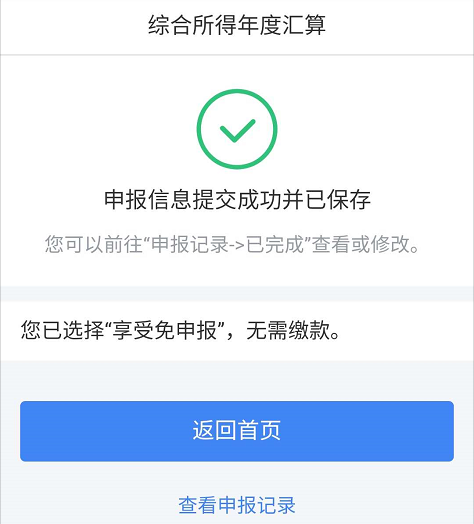 综合所得年度汇算
申报信息提交成功并已保存
您可以前往“申报记录->已完成”查看或修改。
您已选择“享受免申报”，无需缴款。
返回首页
查看申报记录